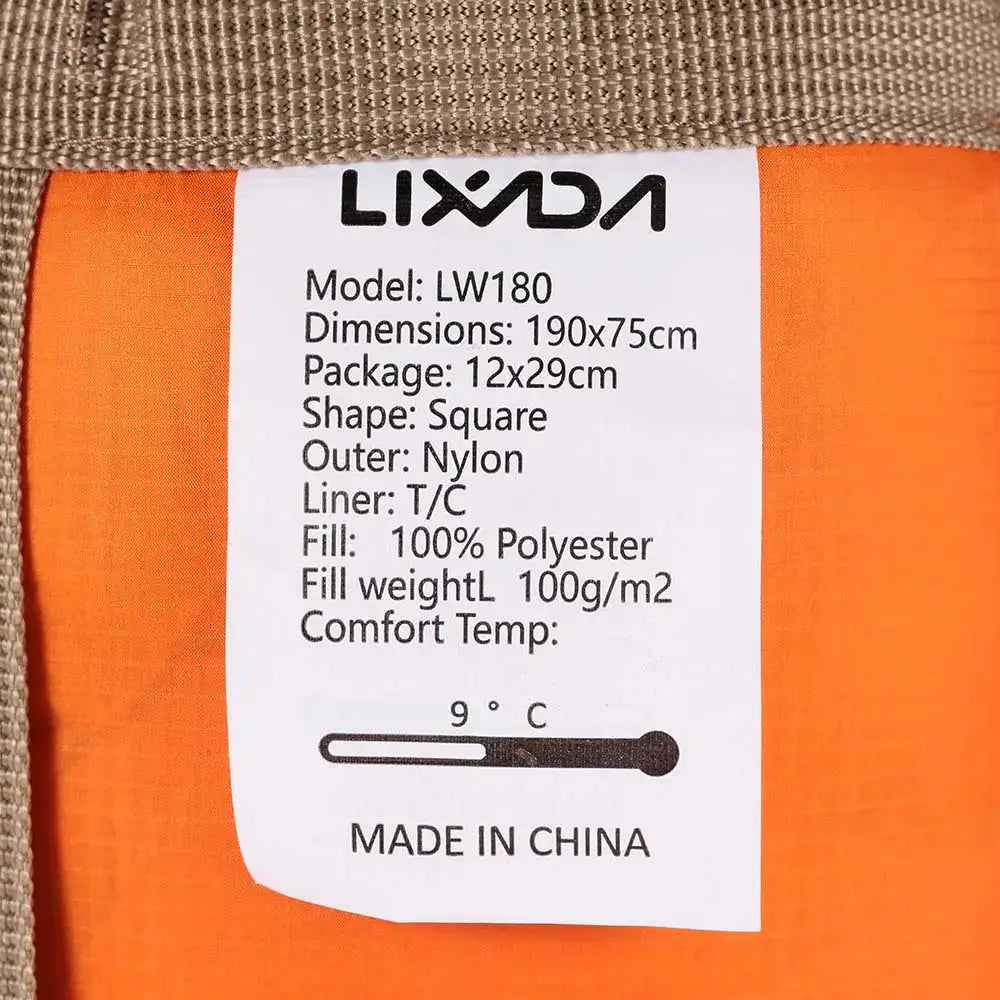 LIXADA
Model: LW180
Dimensions: 190x75cm
Package: 12x29cm
Shape: Square
Outer: Nylon
Liner: T/C
Fill: 100% Polyester
Fill weightL 100g/m2
Comfort Temp:
9 ° C
MADE IN CHINA